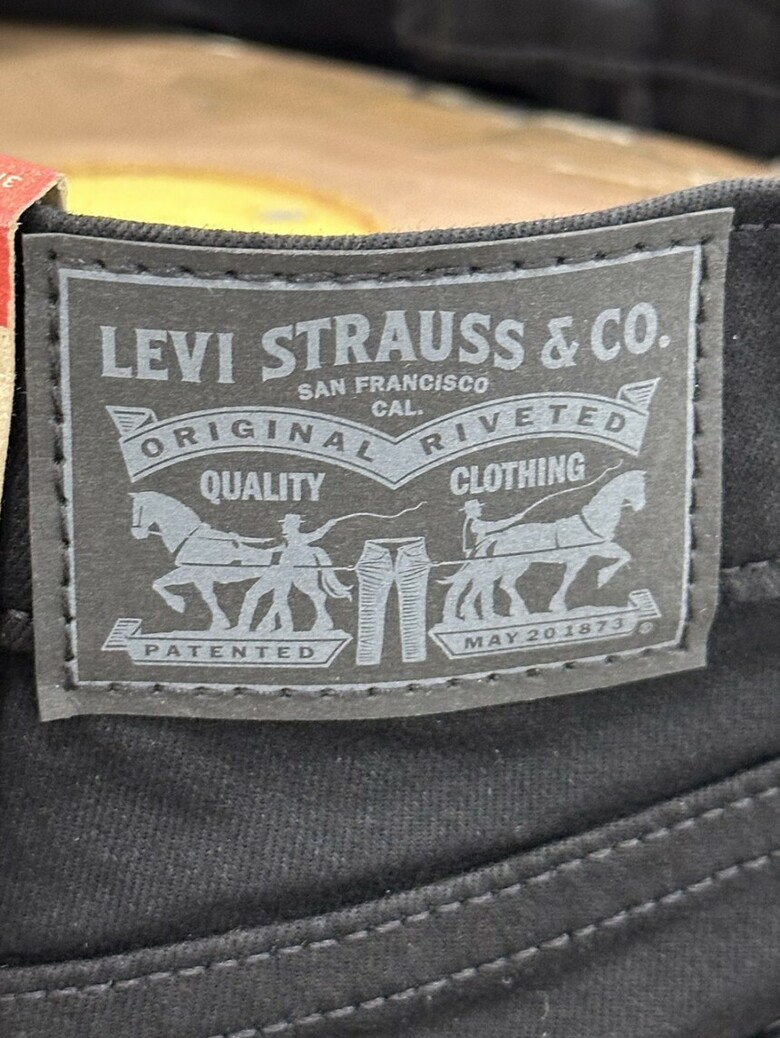 LEVI STRAUSS & CO.
SAN FRANCISCO
CAL.
ORIGINAL RIVETED
QUALITY CLOTHING
PATENTED MAY 20 1873 ®